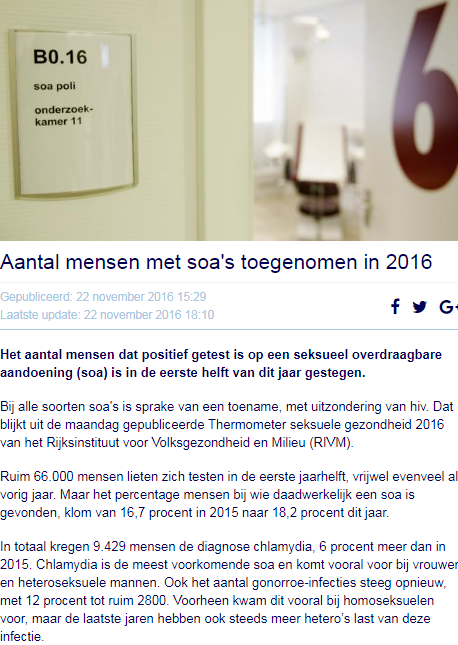 B0.16
soa poli
onderzoek-
kamer 11
6
Aantal mensen met soa's toegenomen in 2016
Gepubliceerd: 22 november 2016 15:29
Laatste update: 22 november 2016 18:10
Het aantal mensen dat positief getest is op een seksueel overdraagbare
aandoening (soa) is in de eerste helft van dit jaar gestegen.
Bij alle soorten soa's is sprake van een toename, met uitzondering van hiv. Dat
blijkt uit de maandag gepubliceerde Thermometer seksuele gezondheid 2016
van het Rijksinstituut voor Volksgezondheid en Milieu (RIVM).
Ruim 66.000 mensen lieten zich testen in de eerste jaarhelft, vrijwel evenveel al
vorig jaar. Maar het percentage mensen bij wie daadwerkelijk een soa is
gevonden, klom van 16,7 procent in 2015 naar 18,2 procent dit jaar.
In totaal kregen 9.429 mensen de diagnose chlamydia, 6 procent meer dan in
2015. Chlamydia is de meest voorkomende soa en komt vooral voor bij vrouwen
en heteroseksuele mannen. Ook het aantal gonorroe-infecties steeg opnieuw,
met 12 procent tot ruim 2800. Voorheen kwam dit vooral bij homoseksuelen
voor, maar de laatste jaren hebben ook steeds meer hetero's last van deze
infectie.